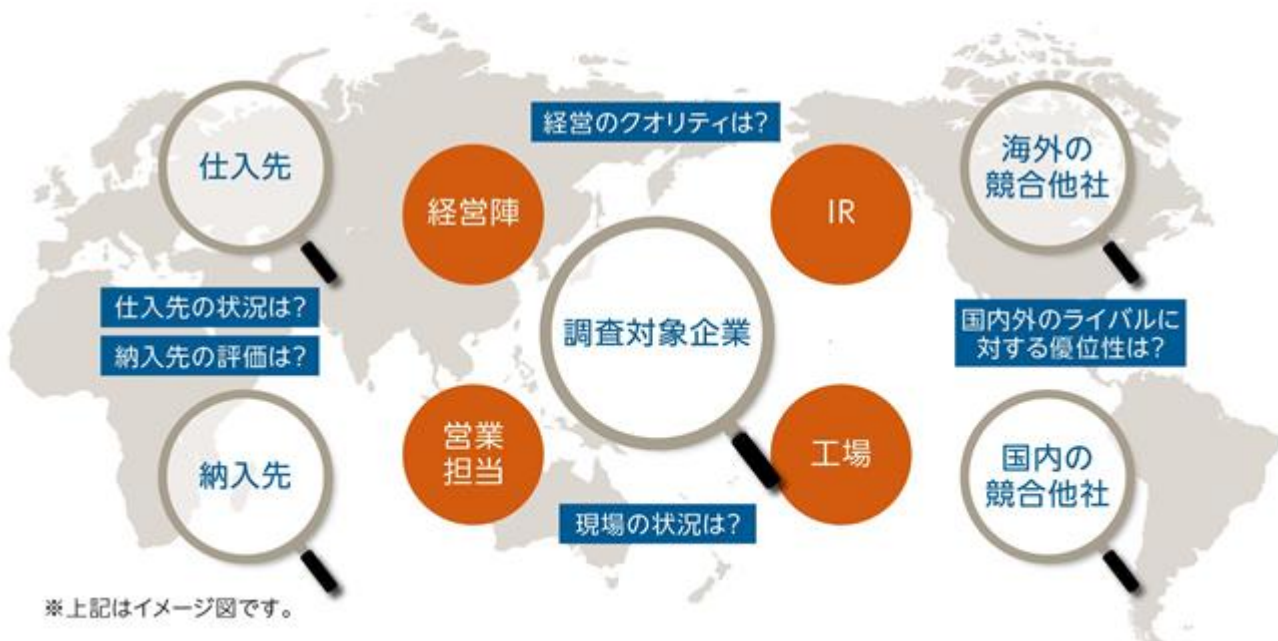 経営のクオリティは？
仕入先
経営陣
IR
海外の
競合他社
仕入先の状況は？
納入先の評価は？
調査対象企業
国内外のライバルに
対する優位性は？
納入先
営業
担当
工場
国内の
競合他社
現場の状況は？
※上記はイメージ図です。